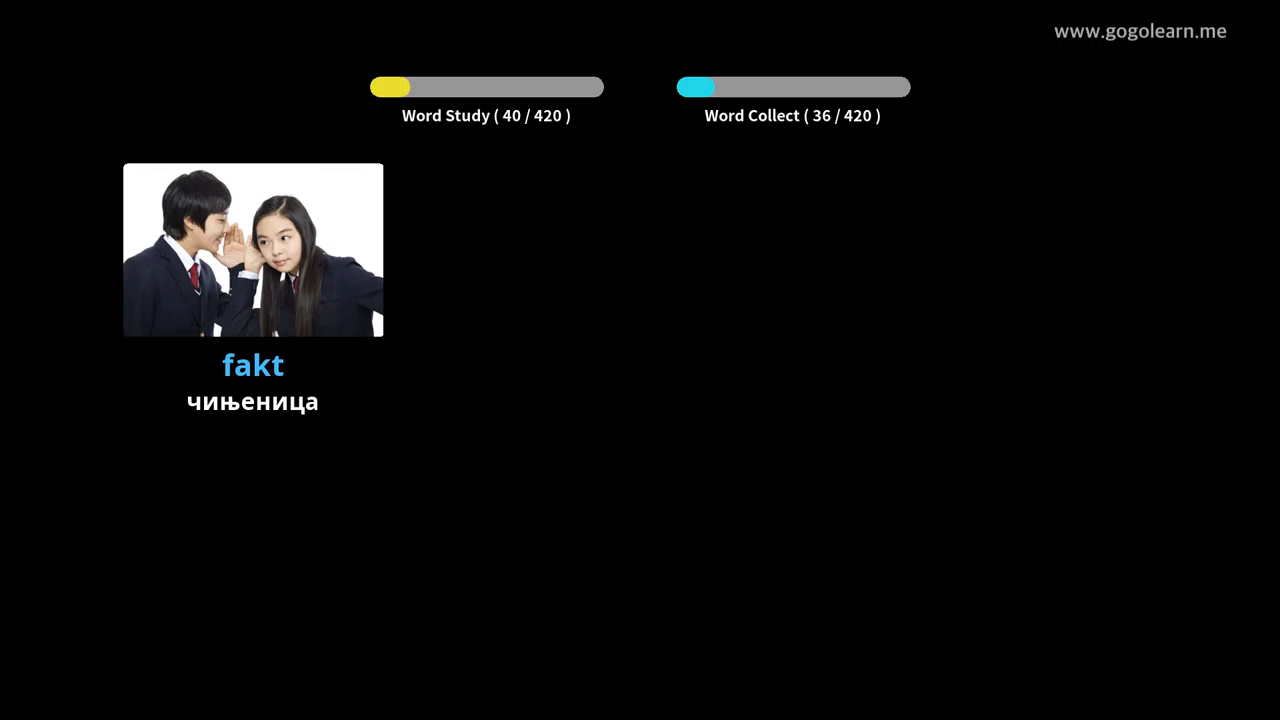 www.gogolearn.me
Word Study ( 40 / 420 )
Word Collect ( 36 / 420 )
fakt
чињеница